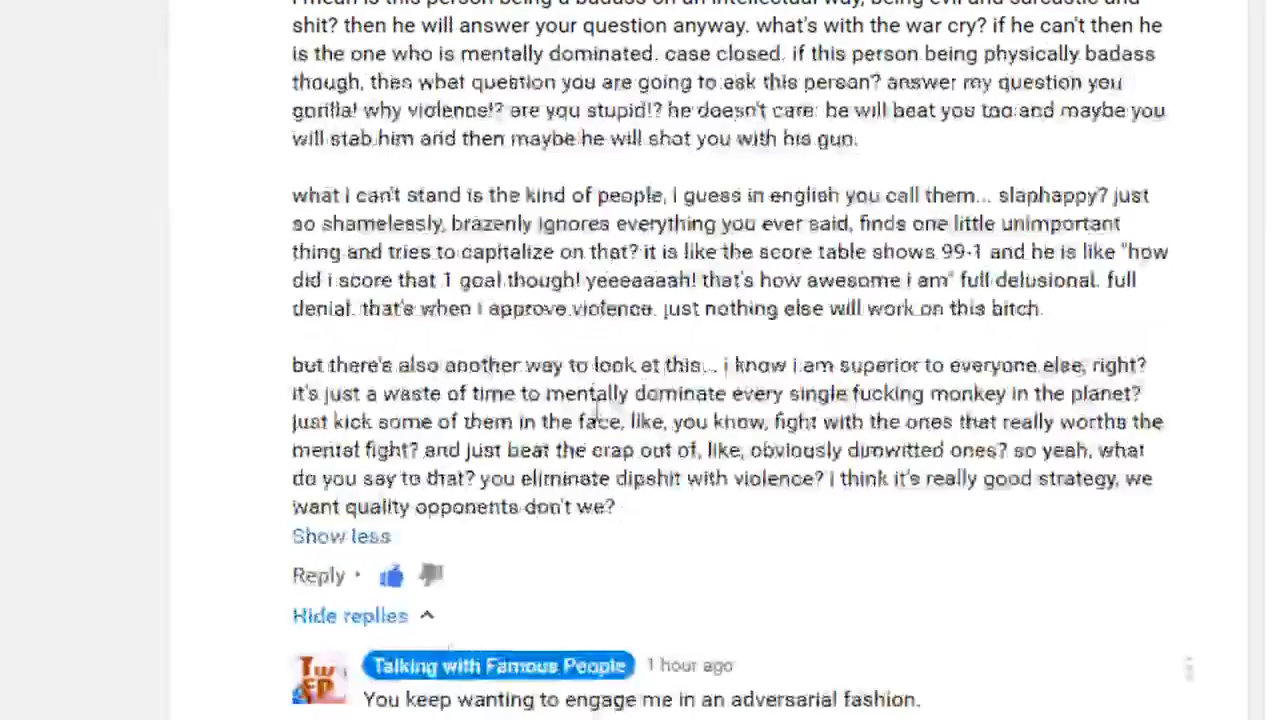 I mean is this person being a badass on an intellectual way, being evil and sarcastic and
shit? then he will answer your question anyway. what's with the war cry? if he can't then he
is the one who is mentally dominated. case closed. if this person being physically badass
though, then what question you are going to ask this person? answer my question you
gorilla! why violence!? are you stupid!? he doesn't care. he will beat you too and maybe you
will stab him and then maybe he will shot you with his gun.
what i can't stand is the kind of people, i guess in english you call them... slaphappy? just
so shamelessly, brazenly ignores everything you ever said, finds one little unimportant
thing and tries to capitalize on that? it is like the score table shows 99-1 and he is like "how
did i score that 1 goal though! yeeeaaaah! that's how awesome i am" full delusional. full
denial. that's when i approve violence. just nothing else will work on this bitch.
but there's also another way to look at this... i know i am superior to everyone else, right?
it's just a waste of time to mentally dominate every single fucking monkey in the planet?
just kick some of them in the face, like, you know, fight with the ones that really worths the
mental fight? and just beat the crap out of, like, obviously dimwitted ones? so yeah, what
do you say to that? you eliminate dipshit with violence? i think it's really good strategy, we
want quality opponents don't we?
Show less
Reply •
Hide replies
Talking with Famous People 1 hour ago
You keep wanting to engage me in an adversarial fashion.